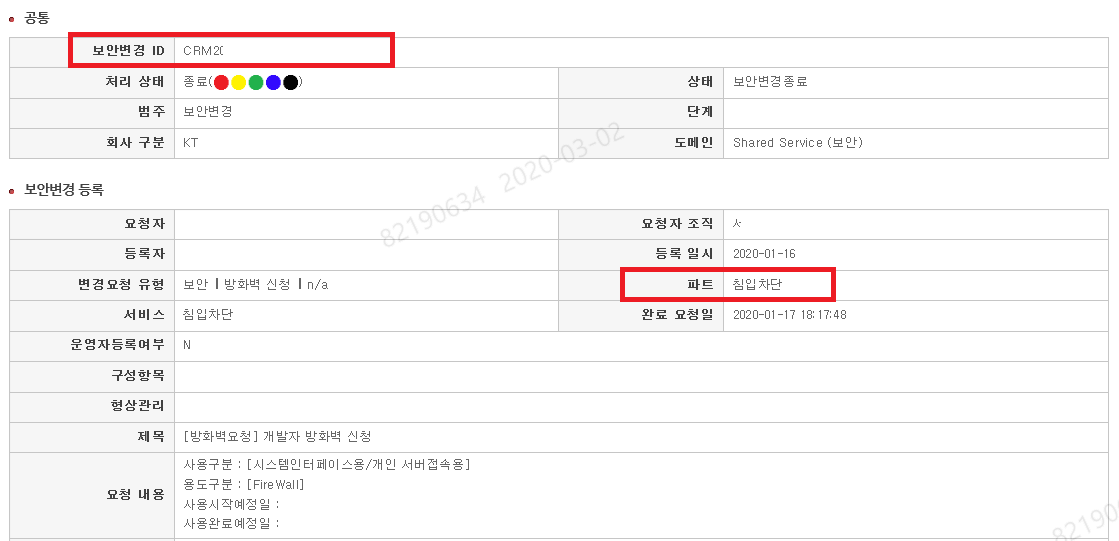 공통
보안변경 ID CRM20
처리 상태 종료( ) 상태 보안변경종료
범주 보안변경 단계
회사 구분 KT 도메인 Shared Service (보안)
82190634 2020-03-02
보안변경 등록
요청자 요청자 조직
등록자 등록 일시 2020-01-16
변경요청 유형 보안 | 방화벽 신청 | n/a 파트 침입차단
서비스 침입차단 완료 요청일 2020-01-17 18:17:48
운영자등록여부 N
구성항목
형상관리
제목 [방화벽요청] 개발자 방화벽 신청
요청 내용 사용구분 : [시스템인터페이스용/개인 서버접속용]
용도구분 : [FireWall]
사용시작예정일 :
사용완료예정일 :